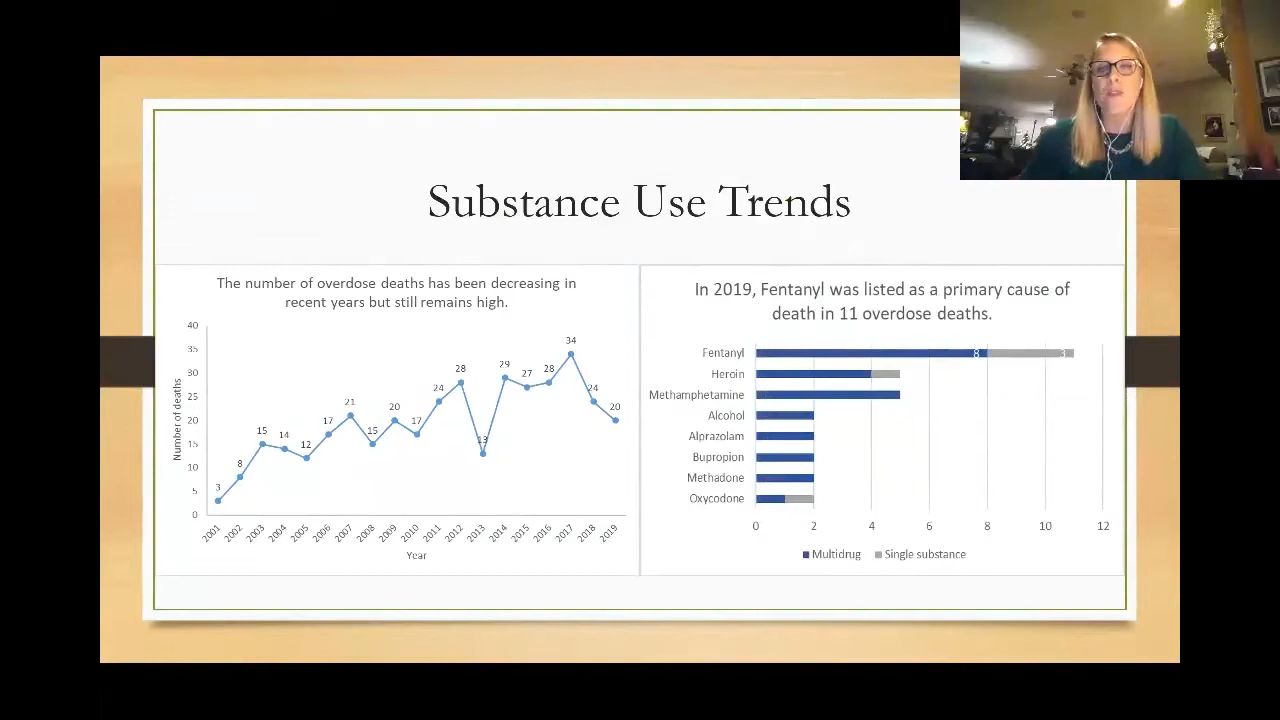 Substance Use Trends
The number of overdose deaths has been decreasing in
recent years but still remains high.
40
35
30
25
20
15
10
5
0
Number of deaths
3
8
15
14
12
17
21
15
20
17
24
28
13
29
27
28
34
24
20
2001
2002
2003
2004
2005
2006
2007
2008
2009
2010
2011
2012
2013
2014
2015
2016
2017
2018
2019
Year
In 2019, Fentanyl was listed as a primary cause of
death in 11 overdose deaths.
Fentanyl
8
3
Heroin
Methamphetamine
Alcohol
Alprazolam
Bupropion
Methadone
Oxycodone
0 2 4 6 8 10 12
Multidrug Single substance